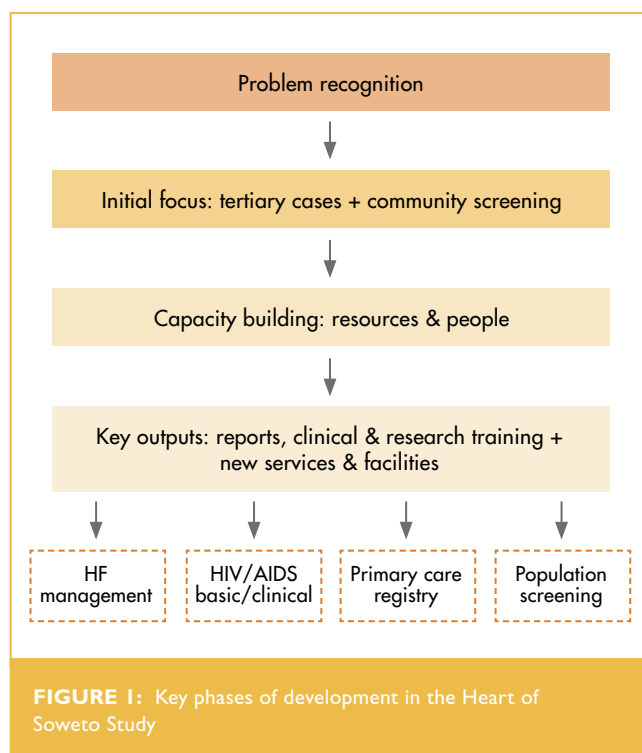 Problem recognition
Initial focus: tertiary cases + community screening
Capacity building: resources & people
Key outputs: reports, clinical & research training +
new services & facilities
HF
management
HIV/AIDS
basic/clinical
Primary care
registry
Population
screening
FIGURE 1: Key phases of development in the Heart of
Soweto Study